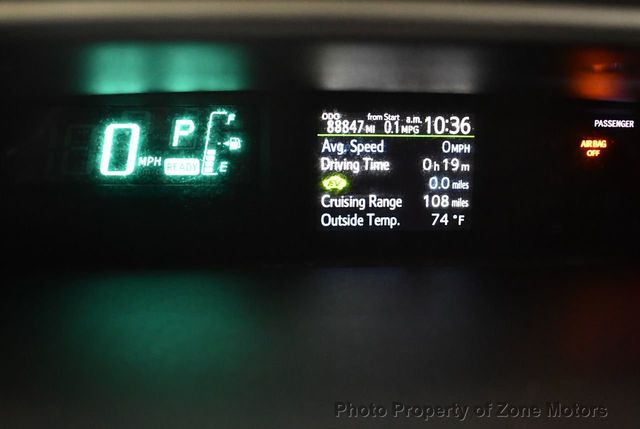 0 MPH P READY F E
ODO from Start a.m.
88847 MI 0.1 MPG 10:36
Avg. Speed 0 MPH
Driving Time 0 h 19 m
EV 0.0 miles
Cruising Range 108 miles
Outside Temp. 74 °F
PASSENGER
AIRBAG
OFF
Photo Property of Zone Motors